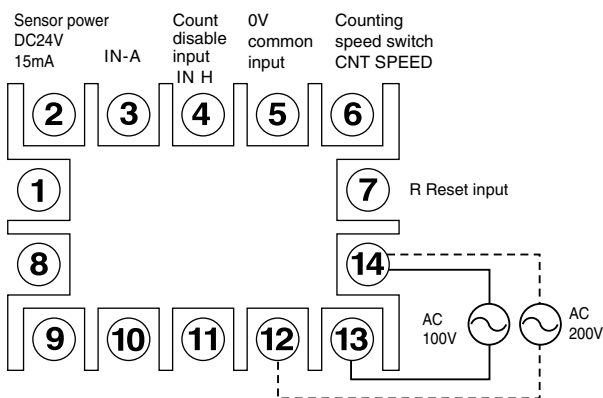 Sensor power
DC24V
15mA
IN-A
Count
disable
input
IN H
0V
common
input
Counting
speed switch
CNT SPEED
2
3
4
5
6
1
7
R Reset input
8
14
9
10
11
12
13
AC
100V
AC
200V